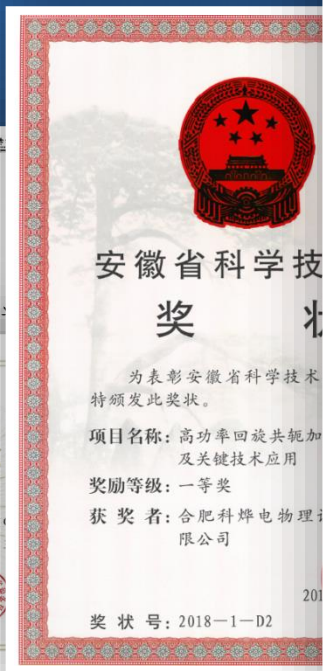 安徽省科学技
奖
为表彰安徽省科学技术
特颁发此奖状。
项目名称：高功率回旋共轭加
及关键技术应用
奖励等级：一等奖
获 奖 者：合肥科烨电物理
限公司
201
奖 状 号：2018－1－D2